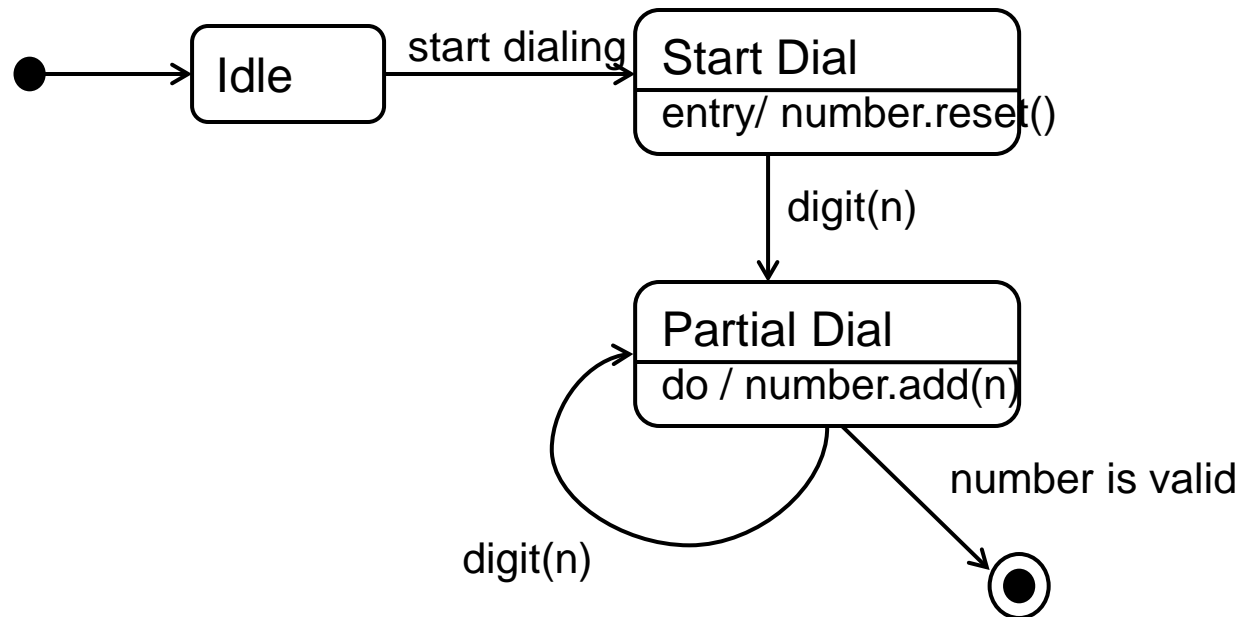 Idle
start dialing
Start Dial
entry/ number.reset()
digit(n)
Partial Dial
do / number.add(n)
number is valid
digit(n)